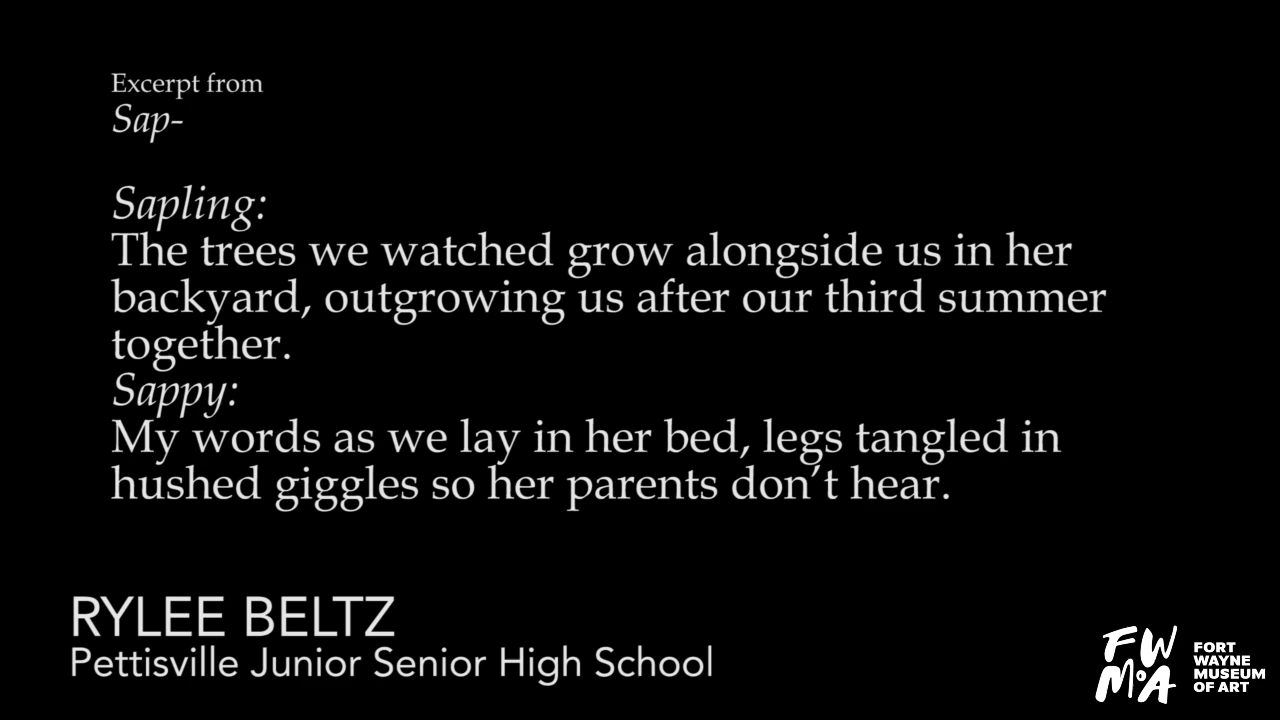 Excerpt from
Sap-
Sapling:
The trees we watched grow alongside us in her
backyard, outgrowing us after our third summer
together.
Sappy:
My words as we lay in her bed, legs tangled in
hushed giggles so her parents don’t hear.
RYLEE BELTZ
Pettisville Junior Senior High School
FW
MoA
FORT
WAYNE
MUSEUM
OF ART